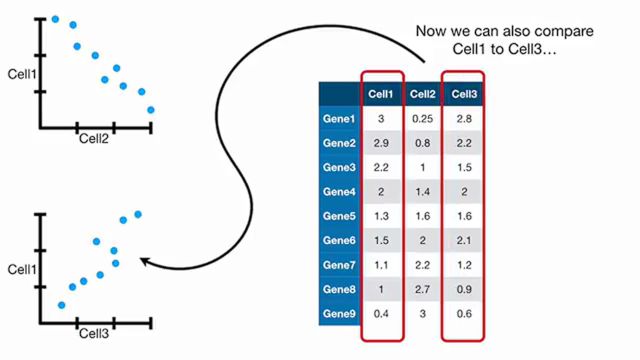 Now we can also compare
Cell1 to Cell3...
Cell1
Cell2
Cell1
Cell3
Cell1 Cell2 Cell3
Gene1 3 0.25 2.8
Gene2 2.9 0.8 2.2
Gene3 2.2 1 1.5
Gene4 2 1.4 2
Gene5 1.3 1.6 1.6
Gene6 1.5 2 2.1
Gene7 1.1 2.2 1.2
Gene8 1 2.7 0.9
Gene9 0.4 3 0.6